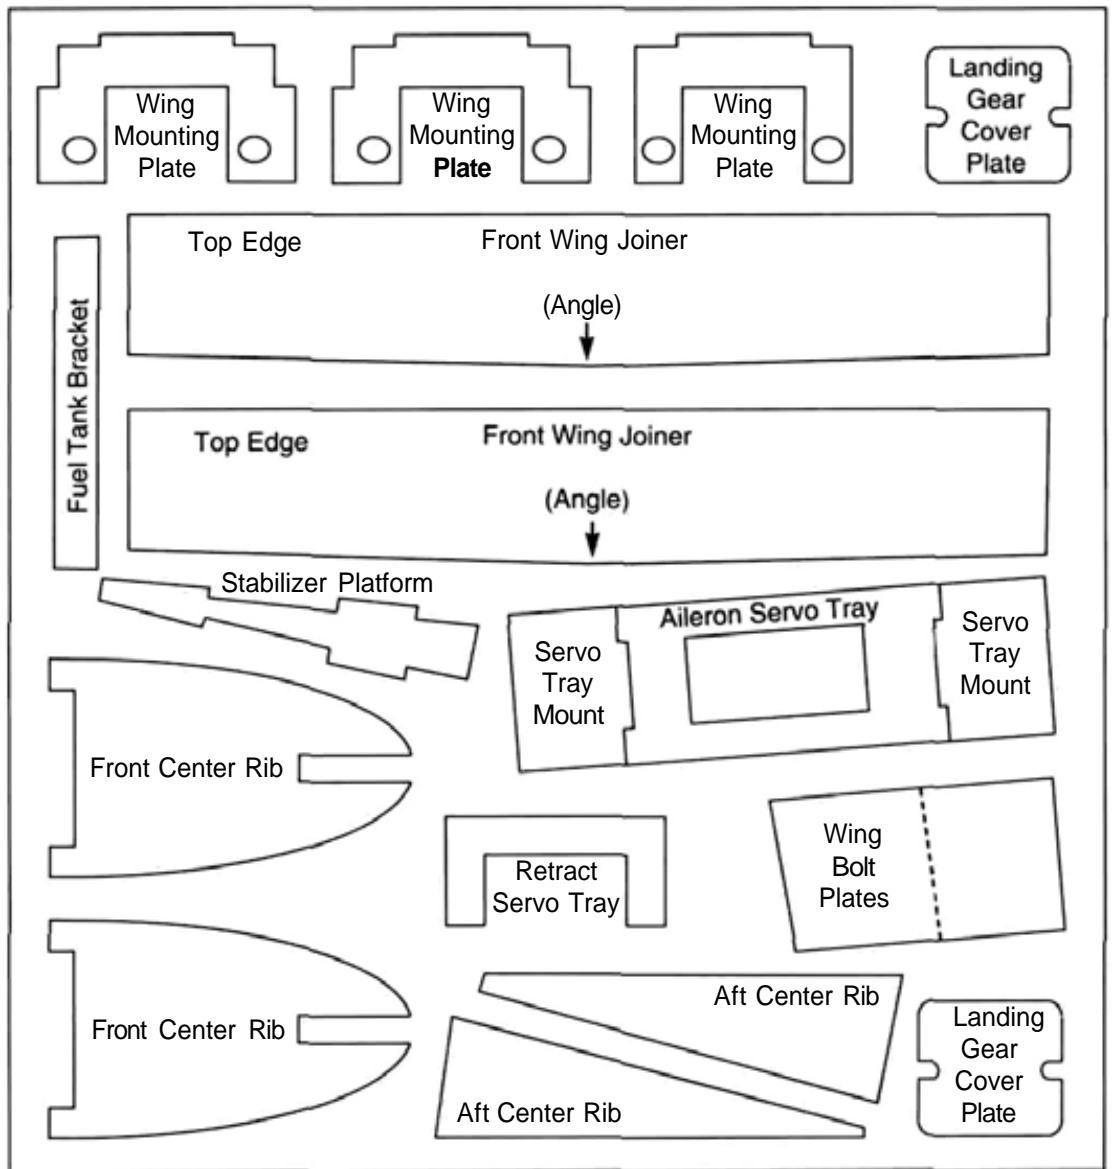 Wing
Mounting
Plate
Wing
Mounting
Plate
Wing
Mounting
Plate
Landing
Gear
Cover
Plate
Top Edge
Front Wing Joiner
(Angle)
Fuel Tank Bracket
Top Edge
Front Wing Joiner
(Angle)
Stabilizer Platform
Servo
Tray
Mount
Aileron Servo Tray
Servo
Tray
Mount
Front Center Rib
Wing
Bolt
Plates
Retract
Servo Tray
Front Center Rib
Aft Center Rib
Aft Center Rib
Landing
Gear
Cover
Plate